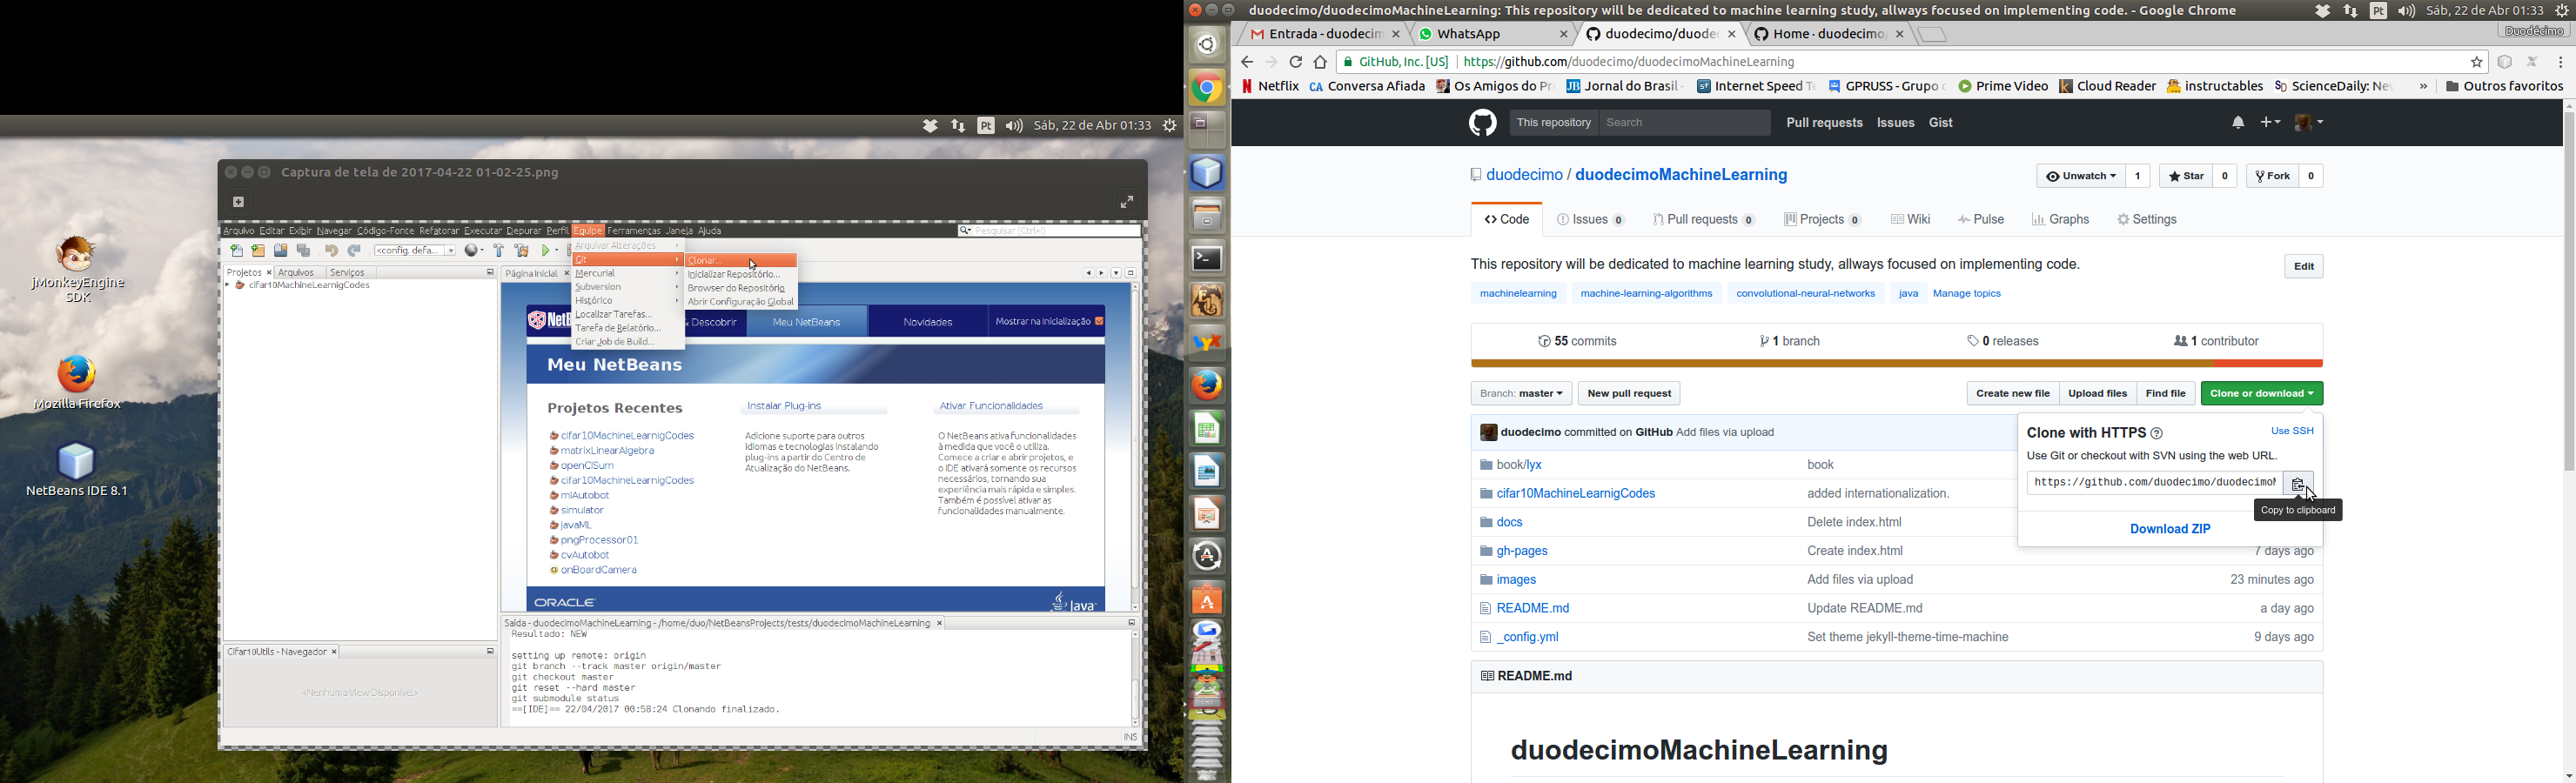 Sáb, 22 de Abr 01:33
jMonkeyEngine
SDK
Mozilla Firefox
NetBeans IDE 8.1
Captura de tela de 2017-04-22 01-02-25.png
Arquivo Editar Exibir Navegar Código-Fonte Refatorar Executar Depurar Perfil Equipe Ferramentas Janela Ajuda
Pesquisar (Ctrl+I)
<config. defa...
Arquivar Alterações
Git
Mercurial
Subversion
Histórico
Localizar Tarefas...
Tarefa de Relatório...
Criar Job de Build...
Clonar...
Inicializar Repositório...
Browser do Repositório
Abrir Configuração Global
Projetos Arquivos Serviços
cifar10MachineLearnigCodes
Página Inicial
& Descobrir Meu NetBeans Novidades Mostrar na Inicialização
Meu NetBeans
Projetos Recentes
cifar10MachineLearnigCodes
matrixLinearAlgebra
openClSum
cifar10MachineLearnigCodes
mlAutobot
simulator
javaML
pngProcessor01
cvAutobot
onBoardCamera
Instalar Plug-ins
Adicione suporte para outros
idiomas e tecnologias instalando
plug-ins a partir do Centro de
Atualização do NetBeans.
Ativar Funcionalidades
O NetBeans ativa funcionalidades
à medida que você o utiliza.
Comece a criar e abrir projetos, e
o IDE ativará somente os recursos
necessários, tornando sua
experiência mais rápida e simples.
Também é possível ativar as
funcionalidades manualmente.
ORACLE
Java
Saída - duodecimoMachineLearning - /home/duo/NetBeansProjects/tests/duodecimoMachineLearning
Resultado: NEW
setting up remote: origin
git branch --track master origin/master
git checkout master
git reset --hard master
git submodule status
==[IDE]== 22/04/2017 00:58:24 Clonando finalizado.
Cifar10Utils - Navegador
<Nenhuma View Disponível>
INS
duodecimo/duodecimoMachineLearning: This repository will be dedicated to machine learning study, allways focused on implementing code. - Google Chrome
Pt
Sáb, 22 de Abr 01:33
Entrada - duodecim
WhatsApp
duodecimo/duode
Home · duodecimo/
Duodécimo
GitHub, Inc. [US] https://github.com/duodecimo/duodecimoMachineLearning
Netflix Conversa Afiada Os Amigos do Pr Jornal do Brasil Internet Speed Te GPRUSS - Grupo c Prime Video Cloud Reader instructables ScienceDaily: Ne » Outros favoritos
This repository Search Pull requests Issues Gist
duodecimo / duodecimoMachineLearning
Unwatch 1 Star 0 Fork 0
Code Issues 0 Pull requests 0 Projects 0 Wiki Pulse Graphs Settings
This repository will be dedicated to machine learning study, allways focused on implementing code.
Edit
machinelearning machine-learning-algorithms convolutional-neural-networks java Manage topics
55 commits 1 branch 0 releases 1 contributor
Branch: master New pull request Create new file Upload files Find file Clone or download
duodecimo committed on GitHub Add files via upload
Clone with HTTPS
Use SSH
Use Git or checkout with SVN using the web URL.
https://github.com/duodecimo/duodecimoM
Copy to clipboard
Download ZIP
book/lyx book
cifar10MachineLearnigCodes added internationalization.
docs Delete index.html
gh-pages Create index.html 7 days ago
images Add files via upload 23 minutes ago
README.md Update README.md a day ago
_config.yml Set theme jekyll-theme-time-machine 9 days ago
README.md
duodecimoMachineLearning